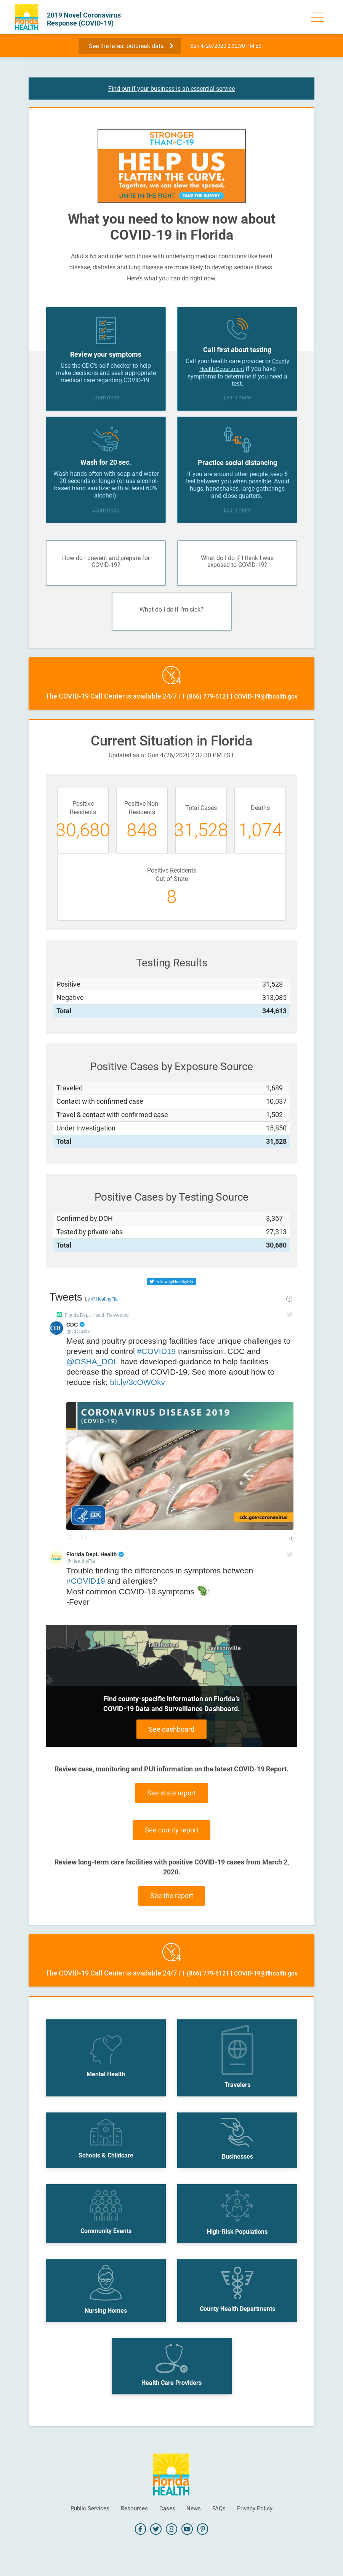 Florida
HEALTH
2019 Novel Coronavirus
Response (COVID-19)
See the latest outbreak data
Sun 4/26/2020 2:32:30 PM EST
Find out if your business is an essential service
STRONGER
THAN C-19
HELP US
FLATTEN THE CURVE.
Together, we can slow the spread.
UNITE IN THE FIGHT
TAKE THE SURVEY
What you need to know now about
COVID-19 in Florida
Adults 65 and older and those with underlying medical conditions like heart
disease, diabetes and lung disease are more likely to develop serious illness.
Here's what you can do right now.
Review your symptoms
Use the CDC's self-checker to help
make decisions and seek appropriate
medical care regarding COVID-19.
Learn more
Call first about testing
Call your health care provider or County
Health Department if you have
symptoms to determine if you need a
test.
Learn more
Wash for 20 sec.
Wash hands often with soap and water
– 20 seconds or longer (or use alcohol-
based hand sanitizer with at least 60%
alcohol).
Learn more
6'
Practice social distancing
If you are around other people, keep 6
feet between you when possible. Avoid
hugs, handshakes, large gatherings
and close quarters.
Learn more
How do I prevent and prepare for
COVID-19?
What do I do if I think I was
exposed to COVID-19?
What do I do if I'm sick?
24
The COVID-19 Call Center is available 24/7 | 1 (866) 779-6121 | COVID-19@flhealth.gov
Current Situation in Florida
Updated as of Sun 4/26/2020 2:32:30 PM EST
Positive
Residents
30,680
Positive Non-
Residents
848
Total Cases
31,528
Deaths
1,074
Positive Residents
Out of State
8
Testing Results
Positive 31,528
Negative 313,085
Total 344,613
Positive Cases by Exposure Source
Traveled 1,689
Contact with confirmed case 10,037
Travel & contact with confirmed case 1,502
Under Investigation 15,850
Total 31,528
Positive Cases by Testing Source
Confirmed by DOH 3,367
Tested by private labs 27,313
Total 30,680
Follow @HealthyFla
Tweets by @HealthyFla
Florida Dept. Health Retweeted
CDC
CDC
@CDCgov
Meat and poultry processing facilities face unique challenges to
prevent and control #COVID19 transmission. CDC and
@OSHA_DOL have developed guidance to help facilities
decrease the spread of COVID-19. See more about how to
reduce risk: bit.ly/3cOWOkv
CORONAVIRUS DISEASE 2019
(COVID-19)
CDC
cdc.gov/coronavirus
Florida Dept. Health
@HealthyFla
Trouble finding the differences in symptoms between
#COVID19 and allergies?
Most common COVID-19 symptoms :
-Fever
Tallahassee
Jacksonville
Find county-specific information on Florida's
COVID-19 Data and Surveillance Dashboard.
See dashboard
Review case, monitoring and PUI information on the latest COVID-19 Report.
See state report
See county report
Review long-term care facilities with positive COVID-19 cases from March 2,
2020.
See the report
24
The COVID-19 Call Center is available 24/7 | 1 (866) 779-6121 | COVID-19@flhealth.gov
Mental Health
Travelers
Schools & Childcare
Businesses
Community Events
High-Risk Populations
Nursing Homes
County Health Departments
Health Care Providers
Florida
HEALTH
Public Services
Resources
Cases
News
FAQs
Privacy Policy